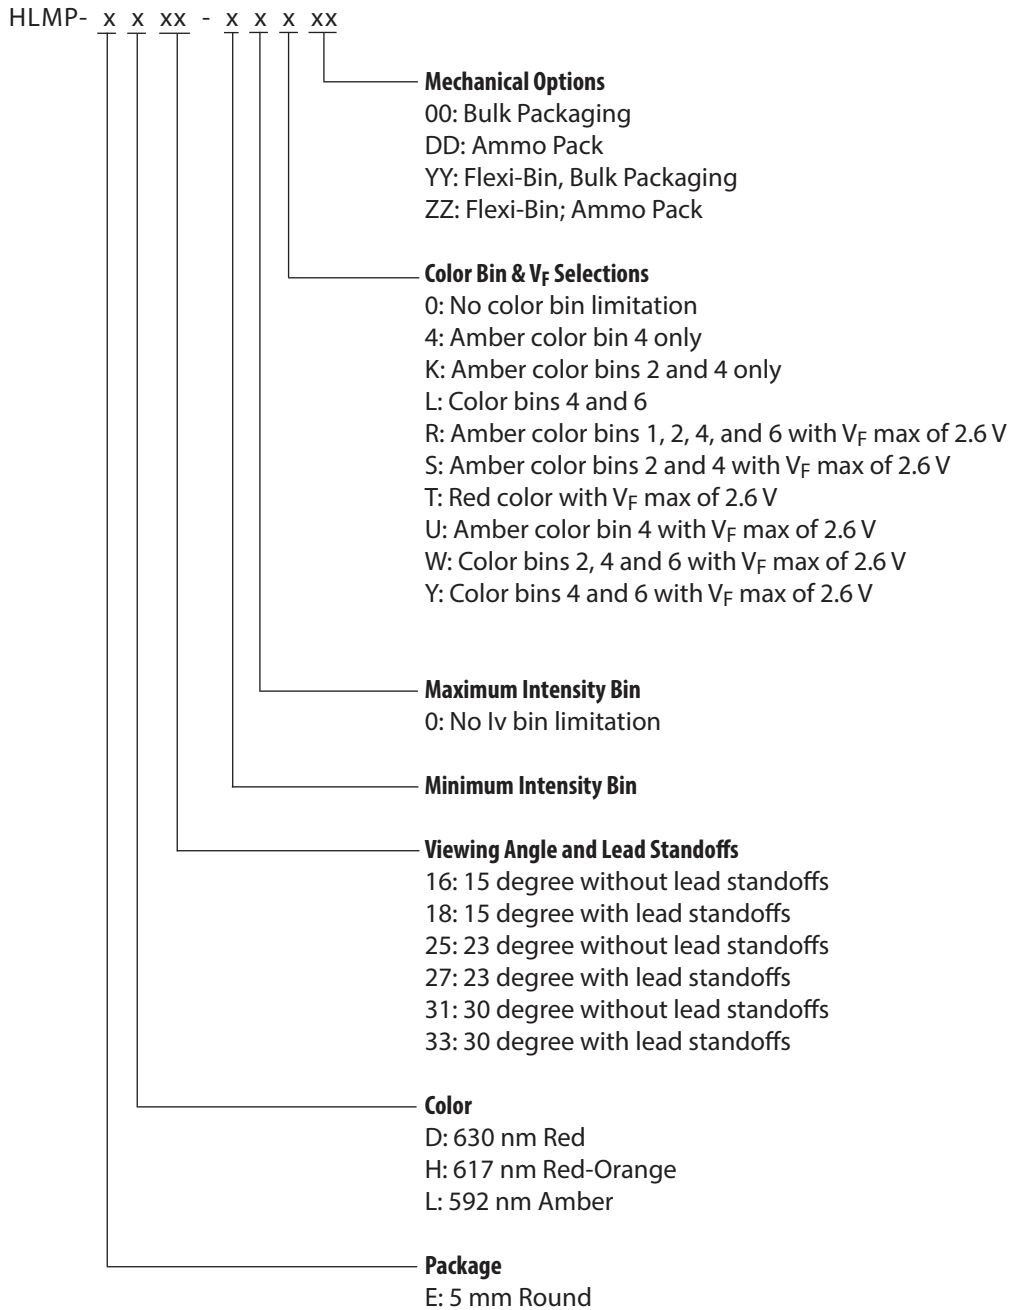 HLMP- x x xx - x x x xx
Mechanical Options
00: Bulk Packaging
DD: Ammo Pack
YY: Flexi-Bin, Bulk Packaging
ZZ: Flexi-Bin; Ammo Pack
Color Bin & VF Selections
0: No color bin limitation
4: Amber color bin 4 only
K: Amber color bins 2 and 4 only
L: Color bins 4 and 6
R: Amber color bins 1, 2, 4, and 6 with VF max of 2.6 V
S: Amber color bins 2 and 4 with VF max of 2.6 V
T: Red color with VF max of 2.6 V
U: Amber color bin 4 with VF max of 2.6 V
W: Color bins 2, 4 and 6 with VF max of 2.6 V
Y: Color bins 4 and 6 with VF max of 2.6 V
Maximum Intensity Bin
0: No Iv bin limitation
Minimum Intensity Bin
Viewing Angle and Lead Standoffs
16: 15 degree without lead standoffs
18: 15 degree with lead standoffs
25: 23 degree without lead standoffs
27: 23 degree with lead standoffs
31: 30 degree without lead standoffs
33: 30 degree with lead standoffs
Color
D: 630 nm Red
H: 617 nm Red-Orange
L: 592 nm Amber
Package
E: 5 mm Round